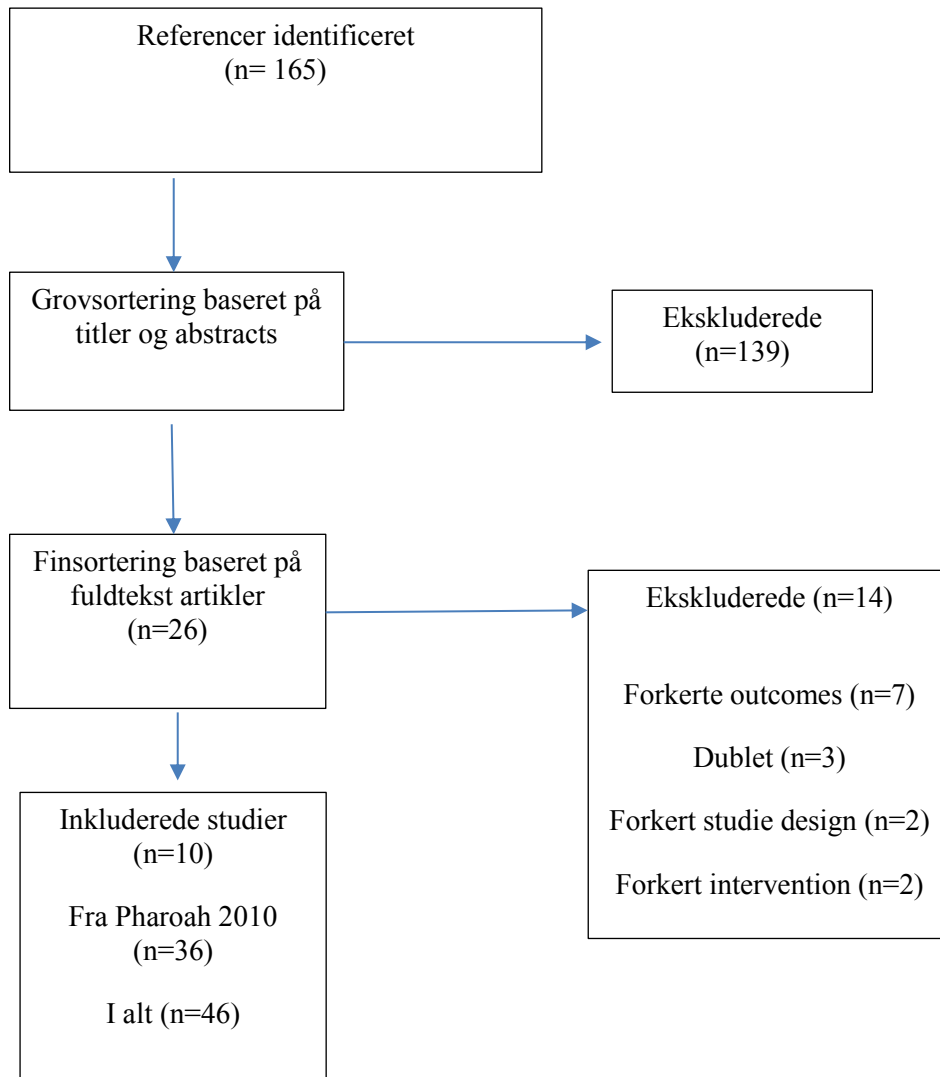 Referencer identificeret
(n= 165)
Grovsortering baseret på
titler og abstracts
Ekskluderede
(n=139)
Finsortering baseret på
fuldtekst artikler
(n=26)
Ekskluderede (n=14)
Forkerte outcomes (n=7)
Dublet (n=3)
Forkert studie design (n=2)
Forkert intervention (n=2)
Inkluderede studier
(n=10)
Fra Pharoah 2010
(n=36)
I alt (n=46)